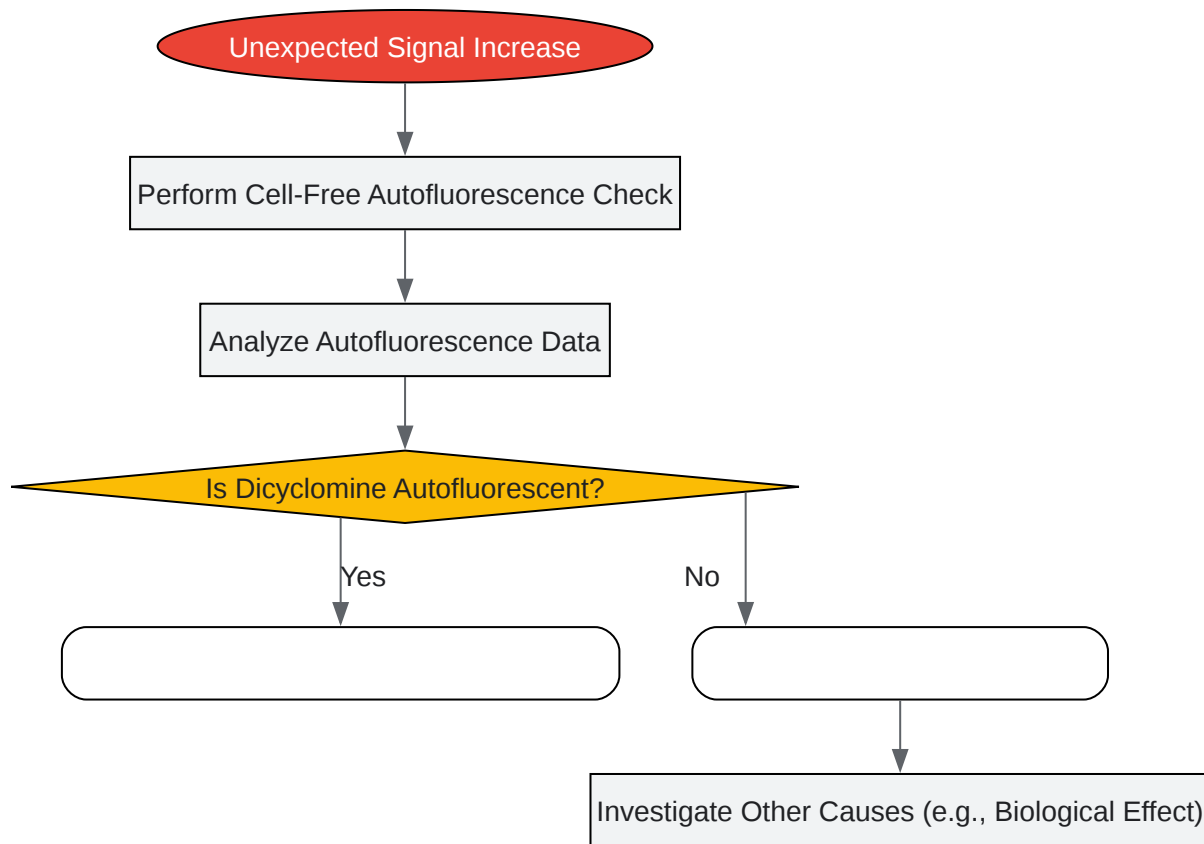 Unexpected Signal Increase
Perform Cell-Free Autofluorescence Check
Analyze Autofluorescence Data
Is Dicyclomine Autofluorescent?
Yes
No
Investigate Other Causes (e.g., Biological Effect)